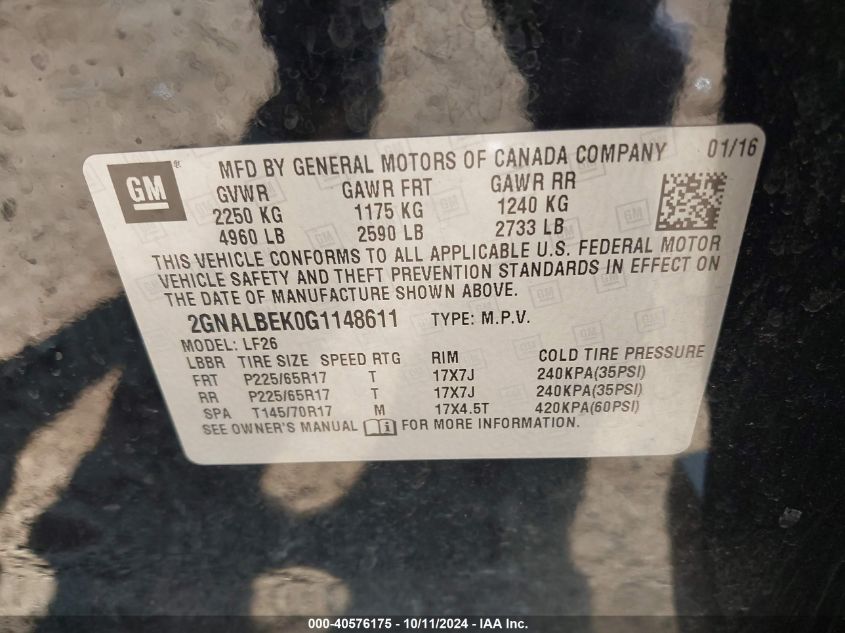 GM ® MFD BY GENERAL MOTORS OF CANADA COMPANY 01/16
GVWR GAWR FRT GAWR RR
2250 KG 1175 KG 1240 KG
4960 LB 2590 LB 2733 LB
THIS VEHICLE CONFORMS TO ALL APPLICABLE U.S. FEDERAL MOTOR
VEHICLE SAFETY AND THEFT PREVENTION STANDARDS IN EFFECT ON
THE DATE OF MANUFACTURE SHOWN ABOVE.
2GNALBEK0G1148611 TYPE: M.P.V.
MODEL: LF26
LBBR TIRE SIZE SPEED RTG RIM COLD TIRE PRESSURE
FRT P225/65R17 T 17X7J 240KPA(35PSI)
RR P225/65R17 T 17X7J 240KPA(35PSI)
SPA T145/70R17 M 17X4.5T 420KPA(60PSI)
SEE OWNER'S MANUAL i FOR MORE INFORMATION.
000-40576175 - 10/11/2024 - IAA Inc.